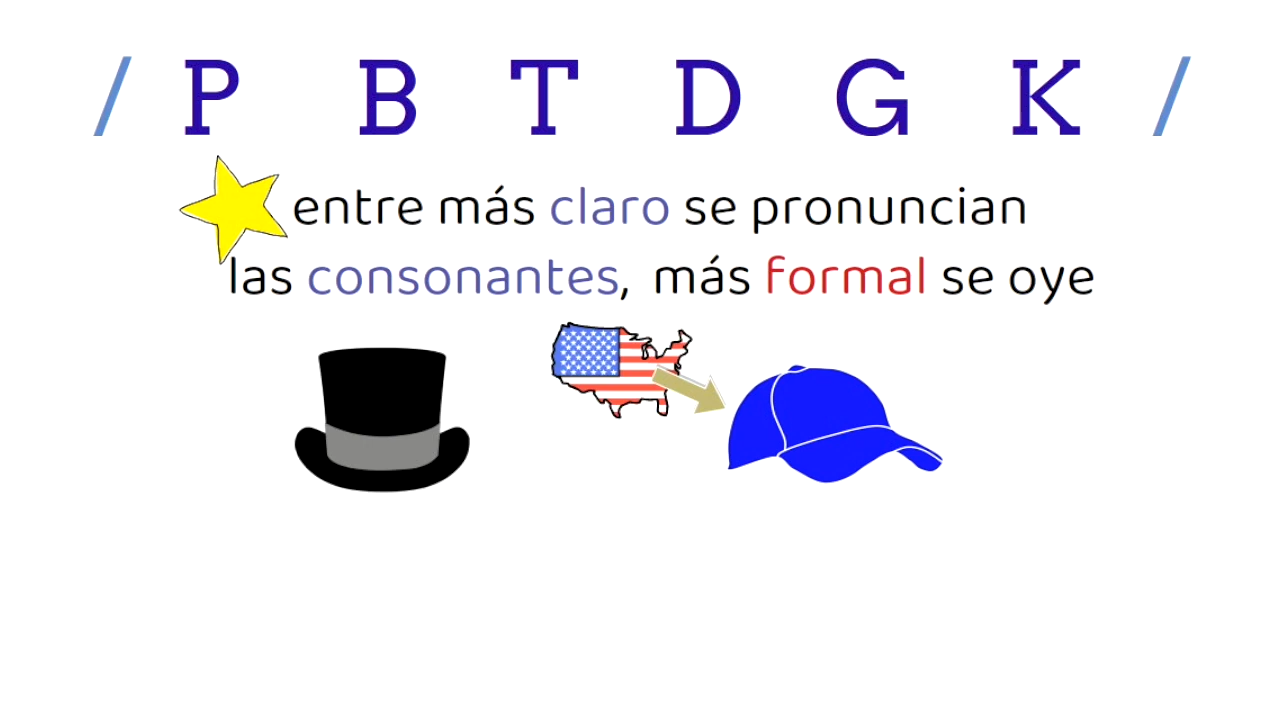 / P B T D G K /
entre más claro se pronuncian
las consonantes, más formal se oye